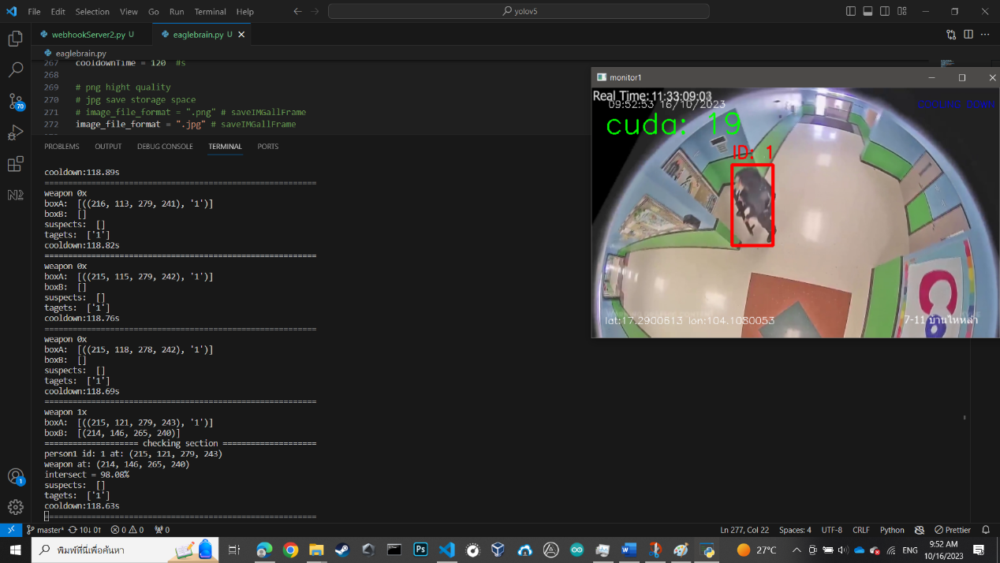 File Edit Selection View Go Run Terminal Help
yolov5
webhookServer2.py U
eaglebrain.py U
eaglebrain.py
267 cooldownTime = 120 #s
268
269 # png hight quality
270 # jpg save storage space
271 # image_file_format = ".png" # saveIMGallFrame
272 image_file_format = ".jpg" # saveIMGallFrame
PROBLEMS OUTPUT DEBUG CONSOLE TERMINAL PORTS
cooldown:118.89s
==========================================================
weapon 0x
boxA: [((216, 113, 279, 241), '1')]
boxB: []
suspects: []
tagets: ['1']
cooldown:118.82s
==========================================================
weapon 0x
boxA: [((215, 115, 279, 242), '1')]
boxB: []
suspects: []
tagets: ['1']
cooldown:118.76s
==========================================================
weapon 0x
boxA: [((215, 118, 278, 242), '1')]
boxB: []
suspects: []
tagets: ['1']
cooldown:118.69s
==========================================================
weapon 1x
boxA: [((215, 121, 279, 243), '1')]
boxB: [(214, 146, 265, 240)]
==================== checking section ====================
person1 id: 1 at: (215, 121, 279, 243)
weapon at: (214, 146, 265, 240)
intersect = 98.08%
suspects: []
tagets: ['1']
cooldown:118.63s
==========================================================
monitor1
Real Time: 11:33:09:03
09:52:53 16/10/2023
COOLING DOWN
cuda: 19
ID: 1
lat:17.2900613 lon:104.1080053
7-11 บ้านไหหลำ
70
1
master* 10↓ 0↑ 0 0 0
Ln 277, Col 22 Spaces: 4 UTF-8 CRLF Python Prettier
พิมพ์ที่นี่เพื่อค้นหา
27°C
ENG
9:52 AM
10/16/2023